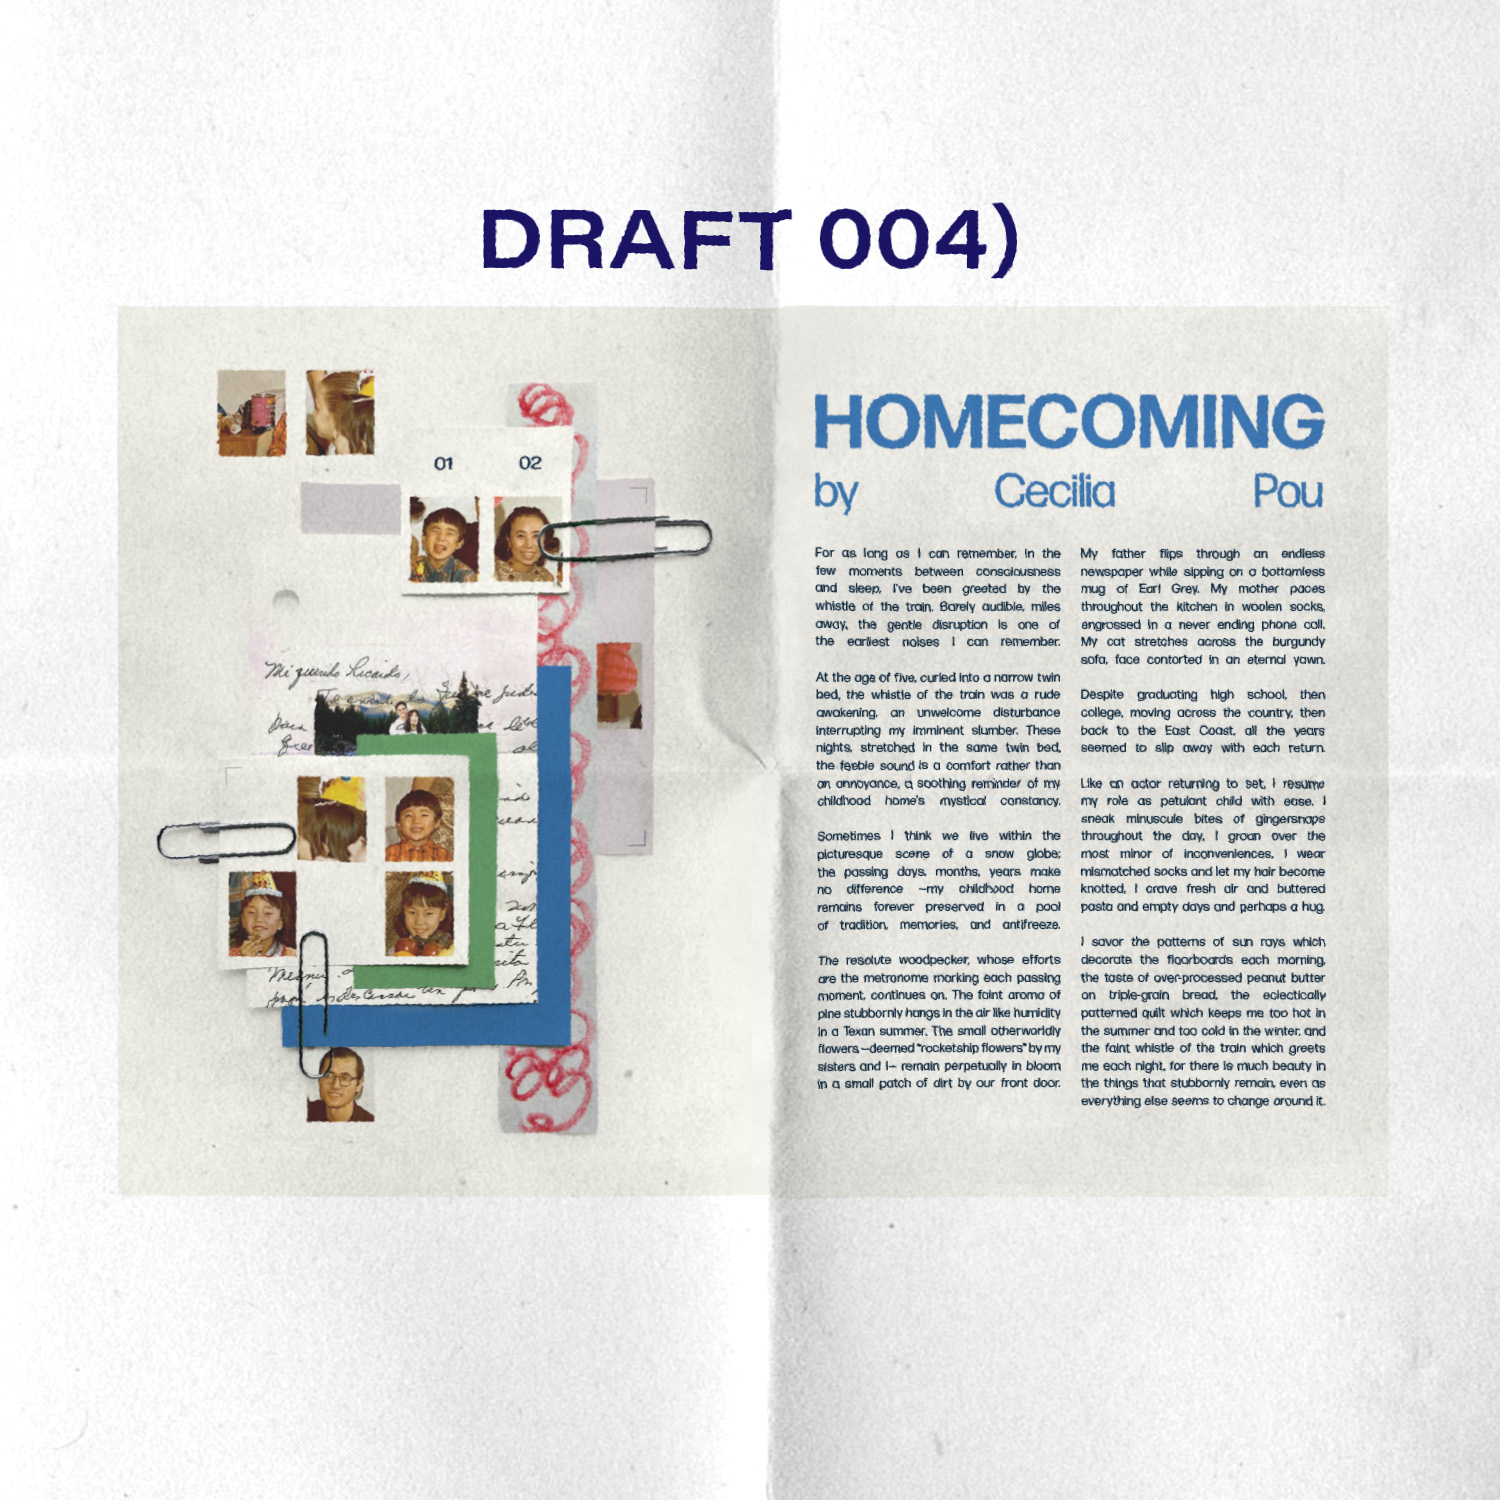 DRAFT 004)
01 02
Mi querido Ricardo,
HOMECOMING
by Cecilia Pou
For as long as I can remember, in the
few moments between consciousness
and sleep, I've been greeted by the
whistle of the train. Barely audible, miles
away, the gentle disruption is one of
the earliest noises I can remember.
At the age of five, curled into a narrow twin
bed, the whistle of the train was a rude
awakening, an unwelcome disturbance
interrupting my imminent slumber. These
nights, stretched in the same twin bed,
the feeble sound is a comfort rather than
an annoyance, a soothing reminder of my
childhood home's mystical constancy.
Sometimes I think we live within the
picturesque scene of a snow globe;
the passing days, months, years make
no difference –my childhood home
remains forever preserved in a pool
of tradition, memories, and antifreeze.
The resolute woodpecker, whose efforts
are the metronome marking each passing
moment, continues on. The faint aroma of
pine stubbornly hangs in the air like humidity
in a Texan summer. The small otherworldly
flowers –deemed "rocketship flowers" by my
sisters and I– remain perpetually in bloom
in a small patch of dirt by our front door.
My father flips through an endless
newspaper while sipping on a bottomless
mug of Earl Grey. My mother paces
throughout the kitchen in woolen socks,
engrossed in a never ending phone call.
My cat stretches across the burgundy
sofa, face contorted in an eternal yawn.
Despite graduating high school, then
college, moving across the country, then
back to the East Coast, all the years
seemed to slip away with each return.
Like an actor returning to set, I resume
my role as petulant child with ease. I
sneak minuscule bites of gingersnaps
throughout the day, I groan over the
most minor of inconveniences, I wear
mismatched socks and let my hair become
knotted, I crave fresh air and buttered
pasta and empty days and perhaps a hug.
I savor the patterns of sun rays which
decorate the floorboards each morning,
the taste of over-processed peanut butter
on triple-grain bread, the eclectically
patterned quilt which keeps me too hot in
the summer and too cold in the winter, and
the faint whistle of the train which greets
me each night, for there is much beauty in
the things that stubbornly remain, even as
everything else seems to change around it.